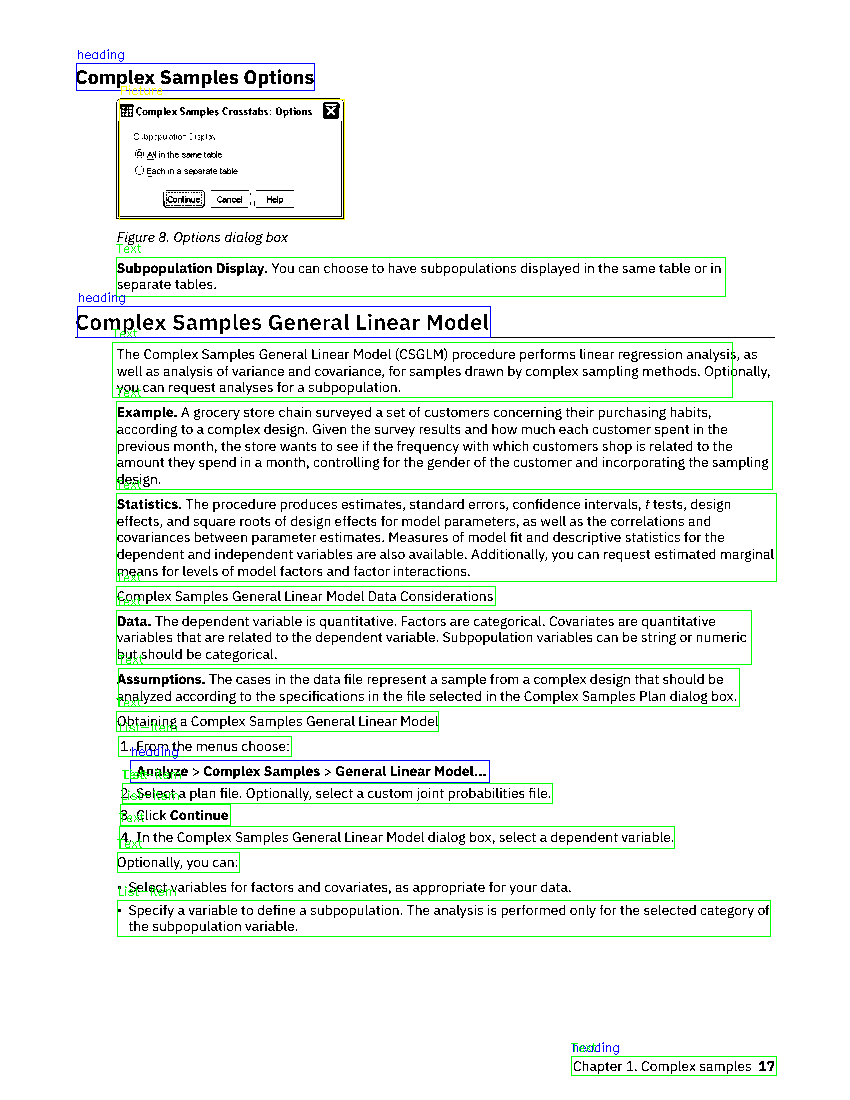 heading
Complex Samples Options
Picture
Complex Samples Crosstabs: Options
Subpopulation Display
All in the same table
Each in a separate table
Continue Cancel Help
Figure 8. Options dialog box
Text
Subpopulation Display. You can choose to have subpopulations displayed in the same table or in
separate tables.
heading
Complex Samples General Linear Model
Text
The Complex Samples General Linear Model (CSGLM) procedure performs linear regression analysis, as
well as analysis of variance and covariance, for samples drawn by complex sampling methods. Optionally,
you can request analyses for a subpopulation.
Text
Example. A grocery store chain surveyed a set of customers concerning their purchasing habits,
according to a complex design. Given the survey results and how much each customer spent in the
previous month, the store wants to see if the frequency with which customers shop is related to the
amount they spend in a month, controlling for the gender of the customer and incorporating the sampling
design.
Text
Statistics. The procedure produces estimates, standard errors, confidence intervals, t tests, design
effects, and square roots of design effects for model parameters, as well as the correlations and
covariances between parameter estimates. Measures of model fit and descriptive statistics for the
dependent and independent variables are also available. Additionally, you can request estimated marginal
means for levels of model factors and factor interactions.
Text
Complex Samples General Linear Model Data Considerations
Text
Data. The dependent variable is quantitative. Factors are categorical. Covariates are quantitative
variables that are related to the dependent variable. Subpopulation variables can be string or numeric
but should be categorical.
Text
Assumptions. The cases in the data file represent a sample from a complex design that should be
analyzed according to the specifications in the file selected in the Complex Samples Plan dialog box.
Text
Obtaining a Complex Samples General Linear Model
List-item
1. From the menus choose:
heading
Analyze > Complex Samples > General Linear Model...
List-item
2. Select a plan file. Optionally, select a custom joint probabilities file.
List-item
3. Click Continue
Text
4. In the Complex Samples General Linear Model dialog box, select a dependent variable.
Text
Optionally, you can:
• Select variables for factors and covariates, as appropriate for your data.
List-item
• Specify a variable to define a subpopulation. The analysis is performed only for the selected category of
the subpopulation variable.
heading
Chapter 1. Complex samples 17